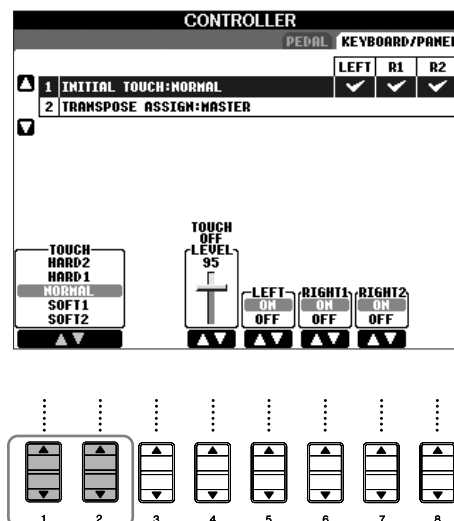 CONTROLLER
PEDAL KEYBOARD/PANEL
LEFT R1 R2
1 INITIAL TOUCH:NORMAL
2 TRANSPOSE ASSIGN:MASTER
TOUCH
HARD2
HARD1
NORMAL
SOFT1
SOFT2
TOUCH
OFF
LEVEL
95
LEFT
ON
OFF
RIGHT1
ON
OFF
RIGHT2
ON
OFF
1 2 3 4 5 6 7 8